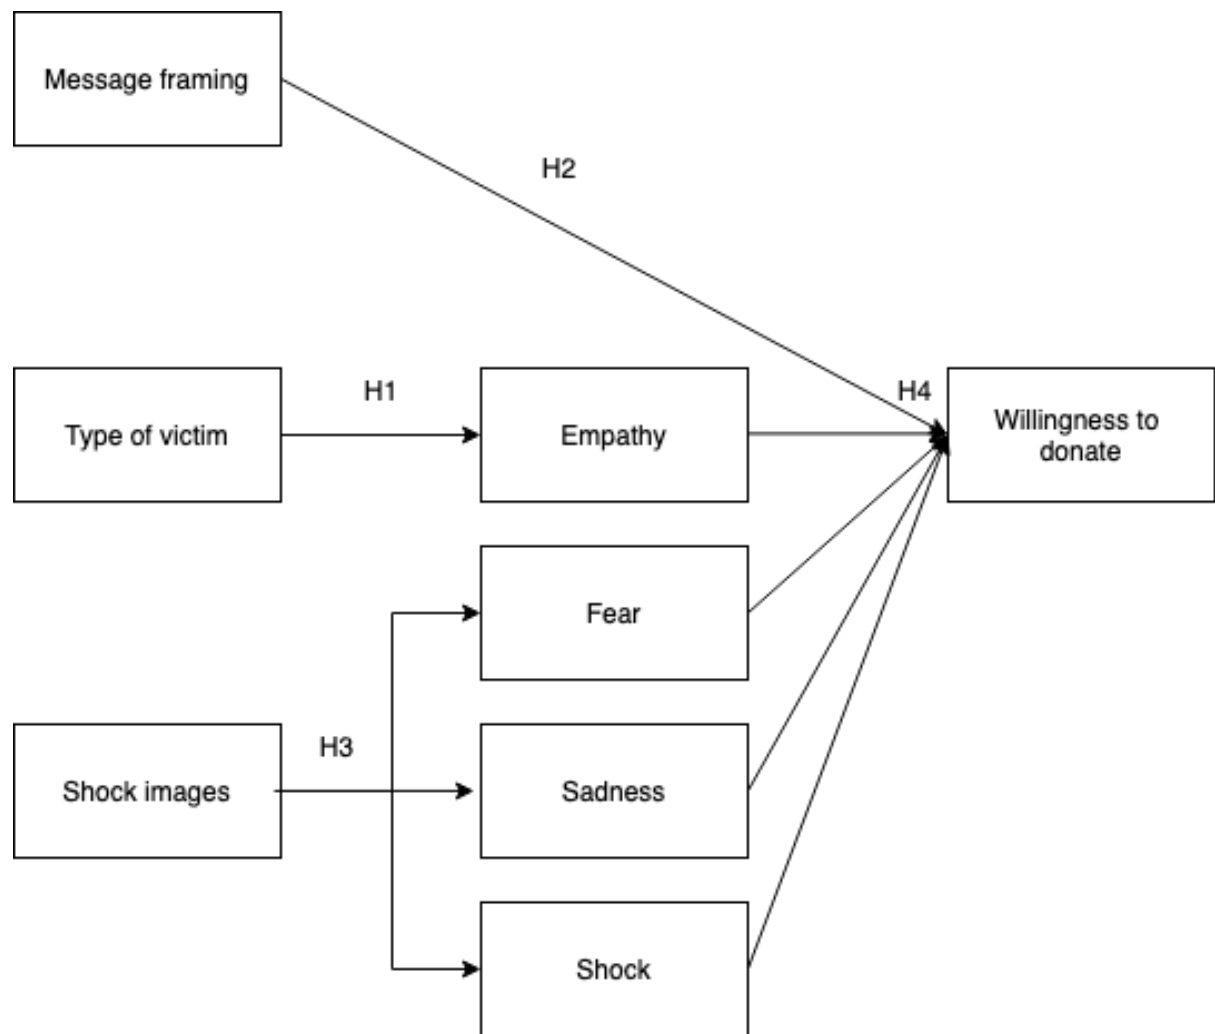 Message framing
H2
Type of victim
H1
Empathy
H4
Willingness to
donate
Fear
Shock images
H3
Sadness
Shock